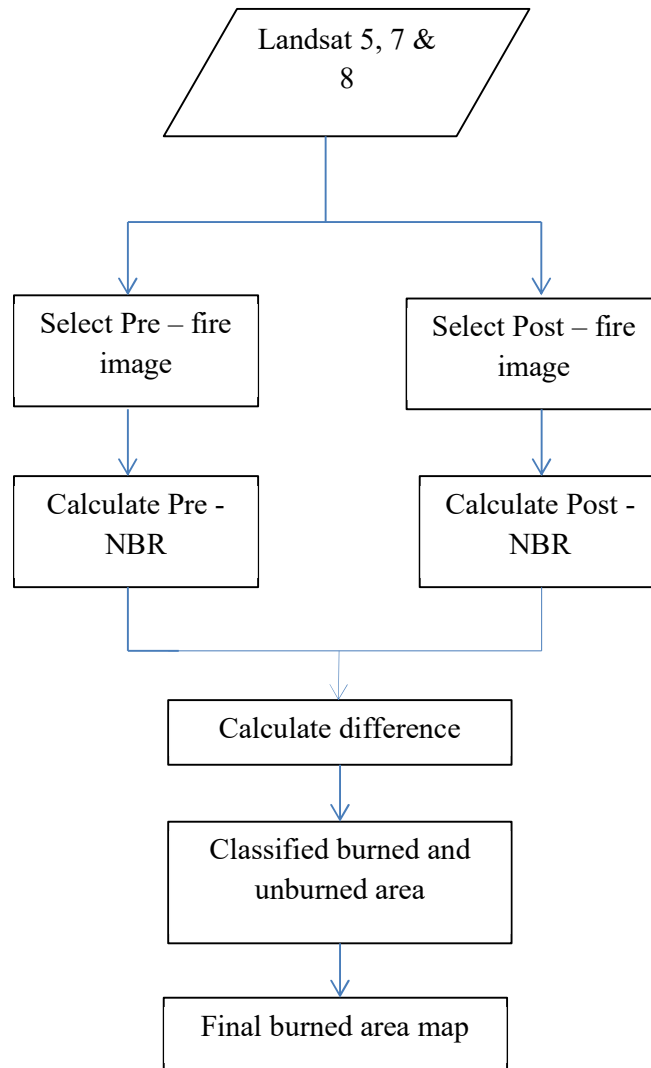 Landsat 5, 7 &
8
Select Pre – fire
image
Select Post – fire
image
Calculate Pre -
NBR
Calculate Post -
NBR
Calculate difference
Classified burned and
unburned area
Final burned area map